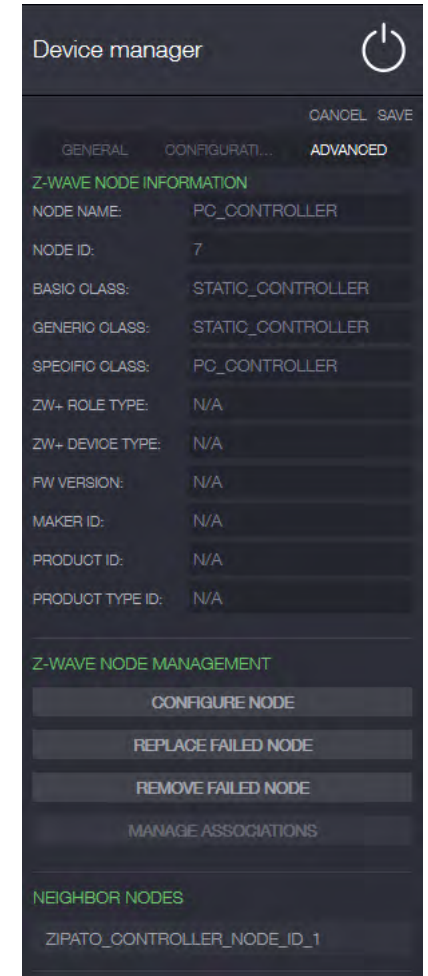 Device manager
CANCEL SAVE
GENERAL CONFIGURATI... ADVANCED
Z-WAVE NODE INFORMATION
NODE NAME: PC_CONTROLLER
NODE ID: 7
BASIC CLASS: STATIC_CONTROLLER
GENERIC CLASS: STATIC_CONTROLLER
SPECIFIC CLASS: PC_CONTROLLER
ZW+ ROLE TYPE: N/A
ZW+ DEVICE TYPE: N/A
FW VERSION: N/A
MAKER ID: N/A
PRODUCT ID: N/A
PRODUCT TYPE ID: N/A
Z-WAVE NODE MANAGEMENT
CONFIGURE NODE
REPLACE FAILED NODE
REMOVE FAILED NODE
MANAGE ASSOCIATIONS
NEIGHBOR NODES
ZIPATO_CONTROLLER_NODE_ID_1